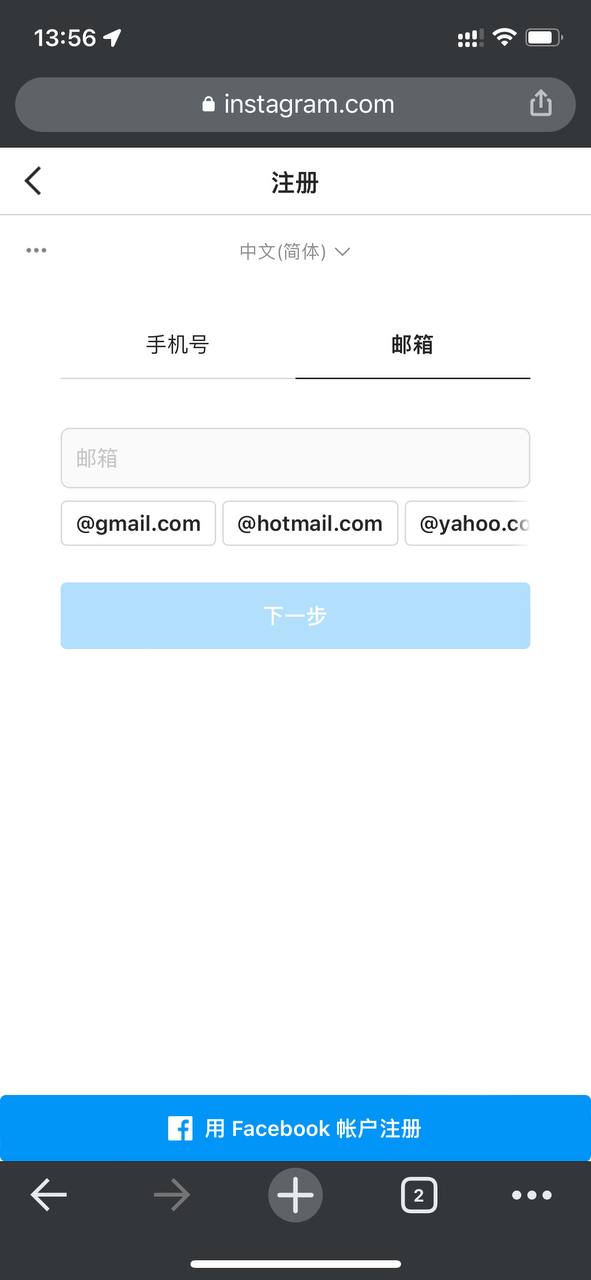 13:56
instagram.com
注册
中文(简体)
手机号
邮箱
邮箱
@gmail.com
@hotmail.com
@yahoo.co
下一步
用 Facebook 帐户注册
2